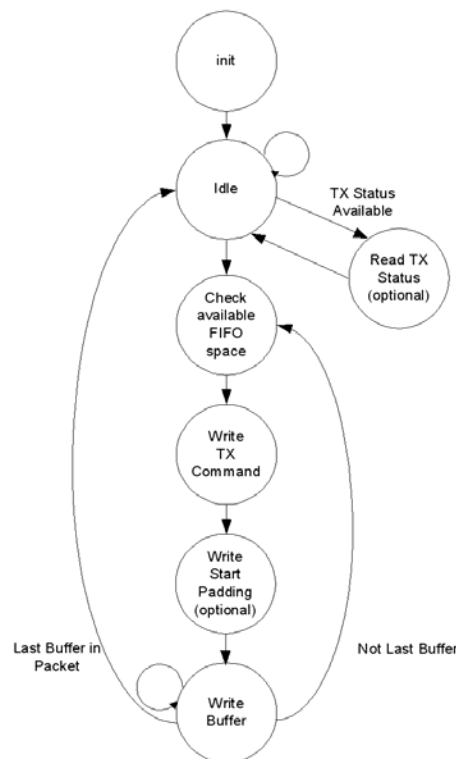 init
Idle
TX Status
Available
Read TX
Status
(optional)
Check
available
FIFO
space
Write
TX
Command
Write
Start
Padding
(optional)
Last Buffer in
Packet
Not Last Buffer
Write
Buffer